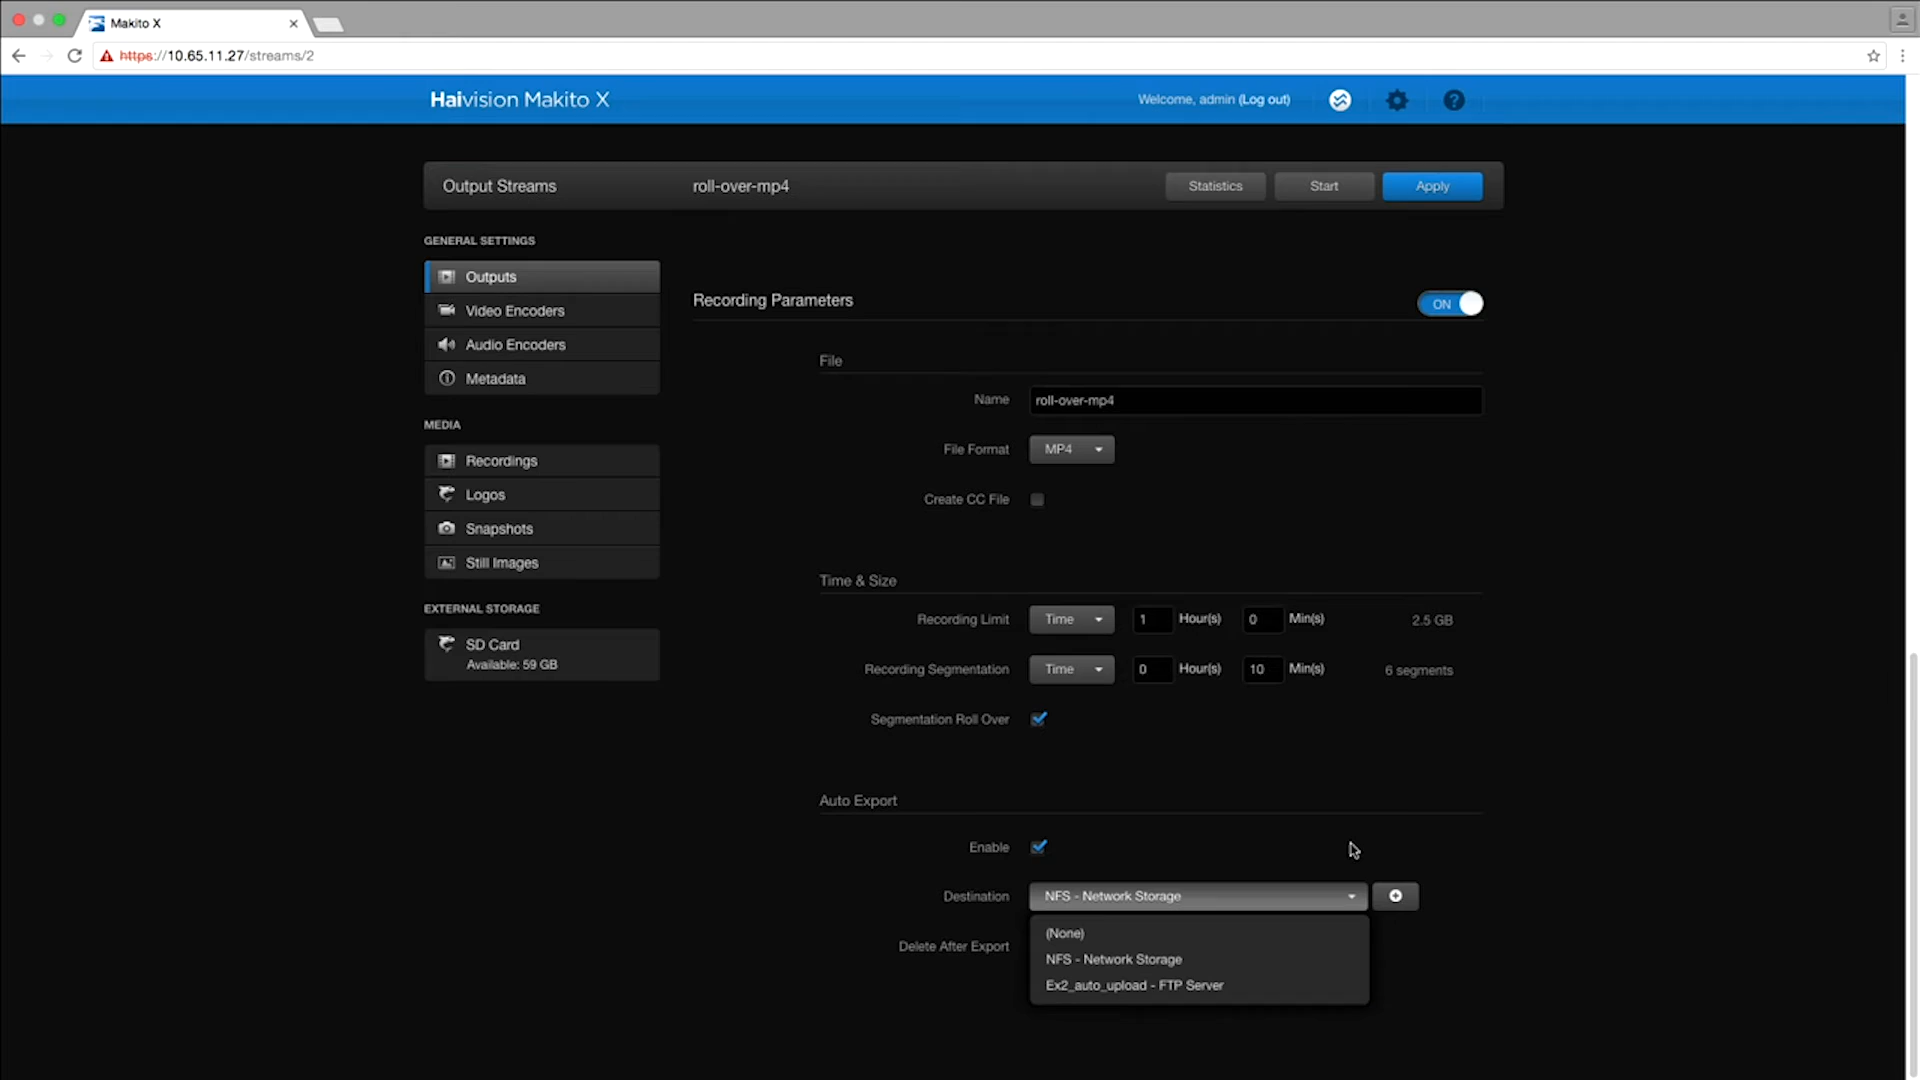 Makito X
https://10.65.11.27/streams/2
Haivision Makito X
Welcome, admin (Log out)
Output Streams
roll-over-mp4
Statistics
Start
Apply
GENERAL SETTINGS
Outputs
Video Encoders
Audio Encoders
Metadata
MEDIA
Recordings
Logos
Snapshots
Still Images
EXTERNAL STORAGE
SD Card
Available: 59 GB
Recording Parameters
ON
File
Name roll-over-mp4
File Format MP4
Create CC File
Time & Size
Recording Limit Time 1 Hour(s) 0 Min(s) 2.5 GB
Recording Segmentation Time 0 Hour(s) 10 Min(s) 6 segments
Segmentation Roll Over
Auto Export
Enable
Destination NFS - Network Storage
(None)
Delete After Export
NFS - Network Storage
Ex2_auto_upload - FTP Server